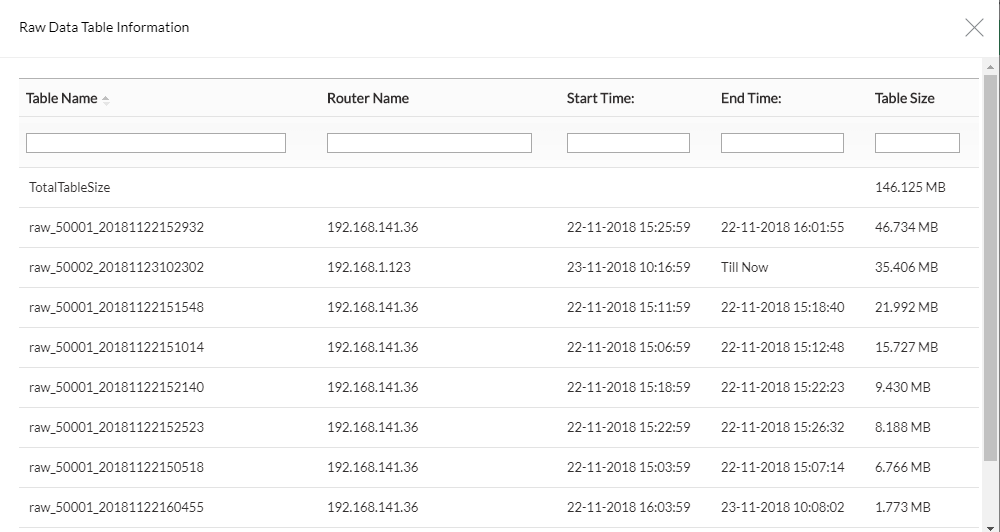 Raw Data Table Information
Table Name Router Name Start Time: End Time: Table Size
TotalTableSize 146.125 MB
raw_50001_20181122152932 192.168.141.36 22-11-2018 15:25:59 22-11-2018 16:01:55 46.734 MB
raw_50002_20181123102302 192.168.1.123 23-11-2018 10:16:59 Till Now 35.406 MB
raw_50001_20181122151548 192.168.141.36 22-11-2018 15:11:59 22-11-2018 15:18:40 21.992 MB
raw_50001_20181122151014 192.168.141.36 22-11-2018 15:06:59 22-11-2018 15:12:48 15.727 MB
raw_50001_20181122152140 192.168.141.36 22-11-2018 15:18:59 22-11-2018 15:22:23 9.430 MB
raw_50001_20181122152523 192.168.141.36 22-11-2018 15:22:59 22-11-2018 15:26:32 8.188 MB
raw_50001_20181122150518 192.168.141.36 22-11-2018 15:03:59 22-11-2018 15:07:14 6.766 MB
raw_50001_20181122160455 192.168.141.36 22-11-2018 16:03:59 23-11-2018 10:08:02 1.773 MB